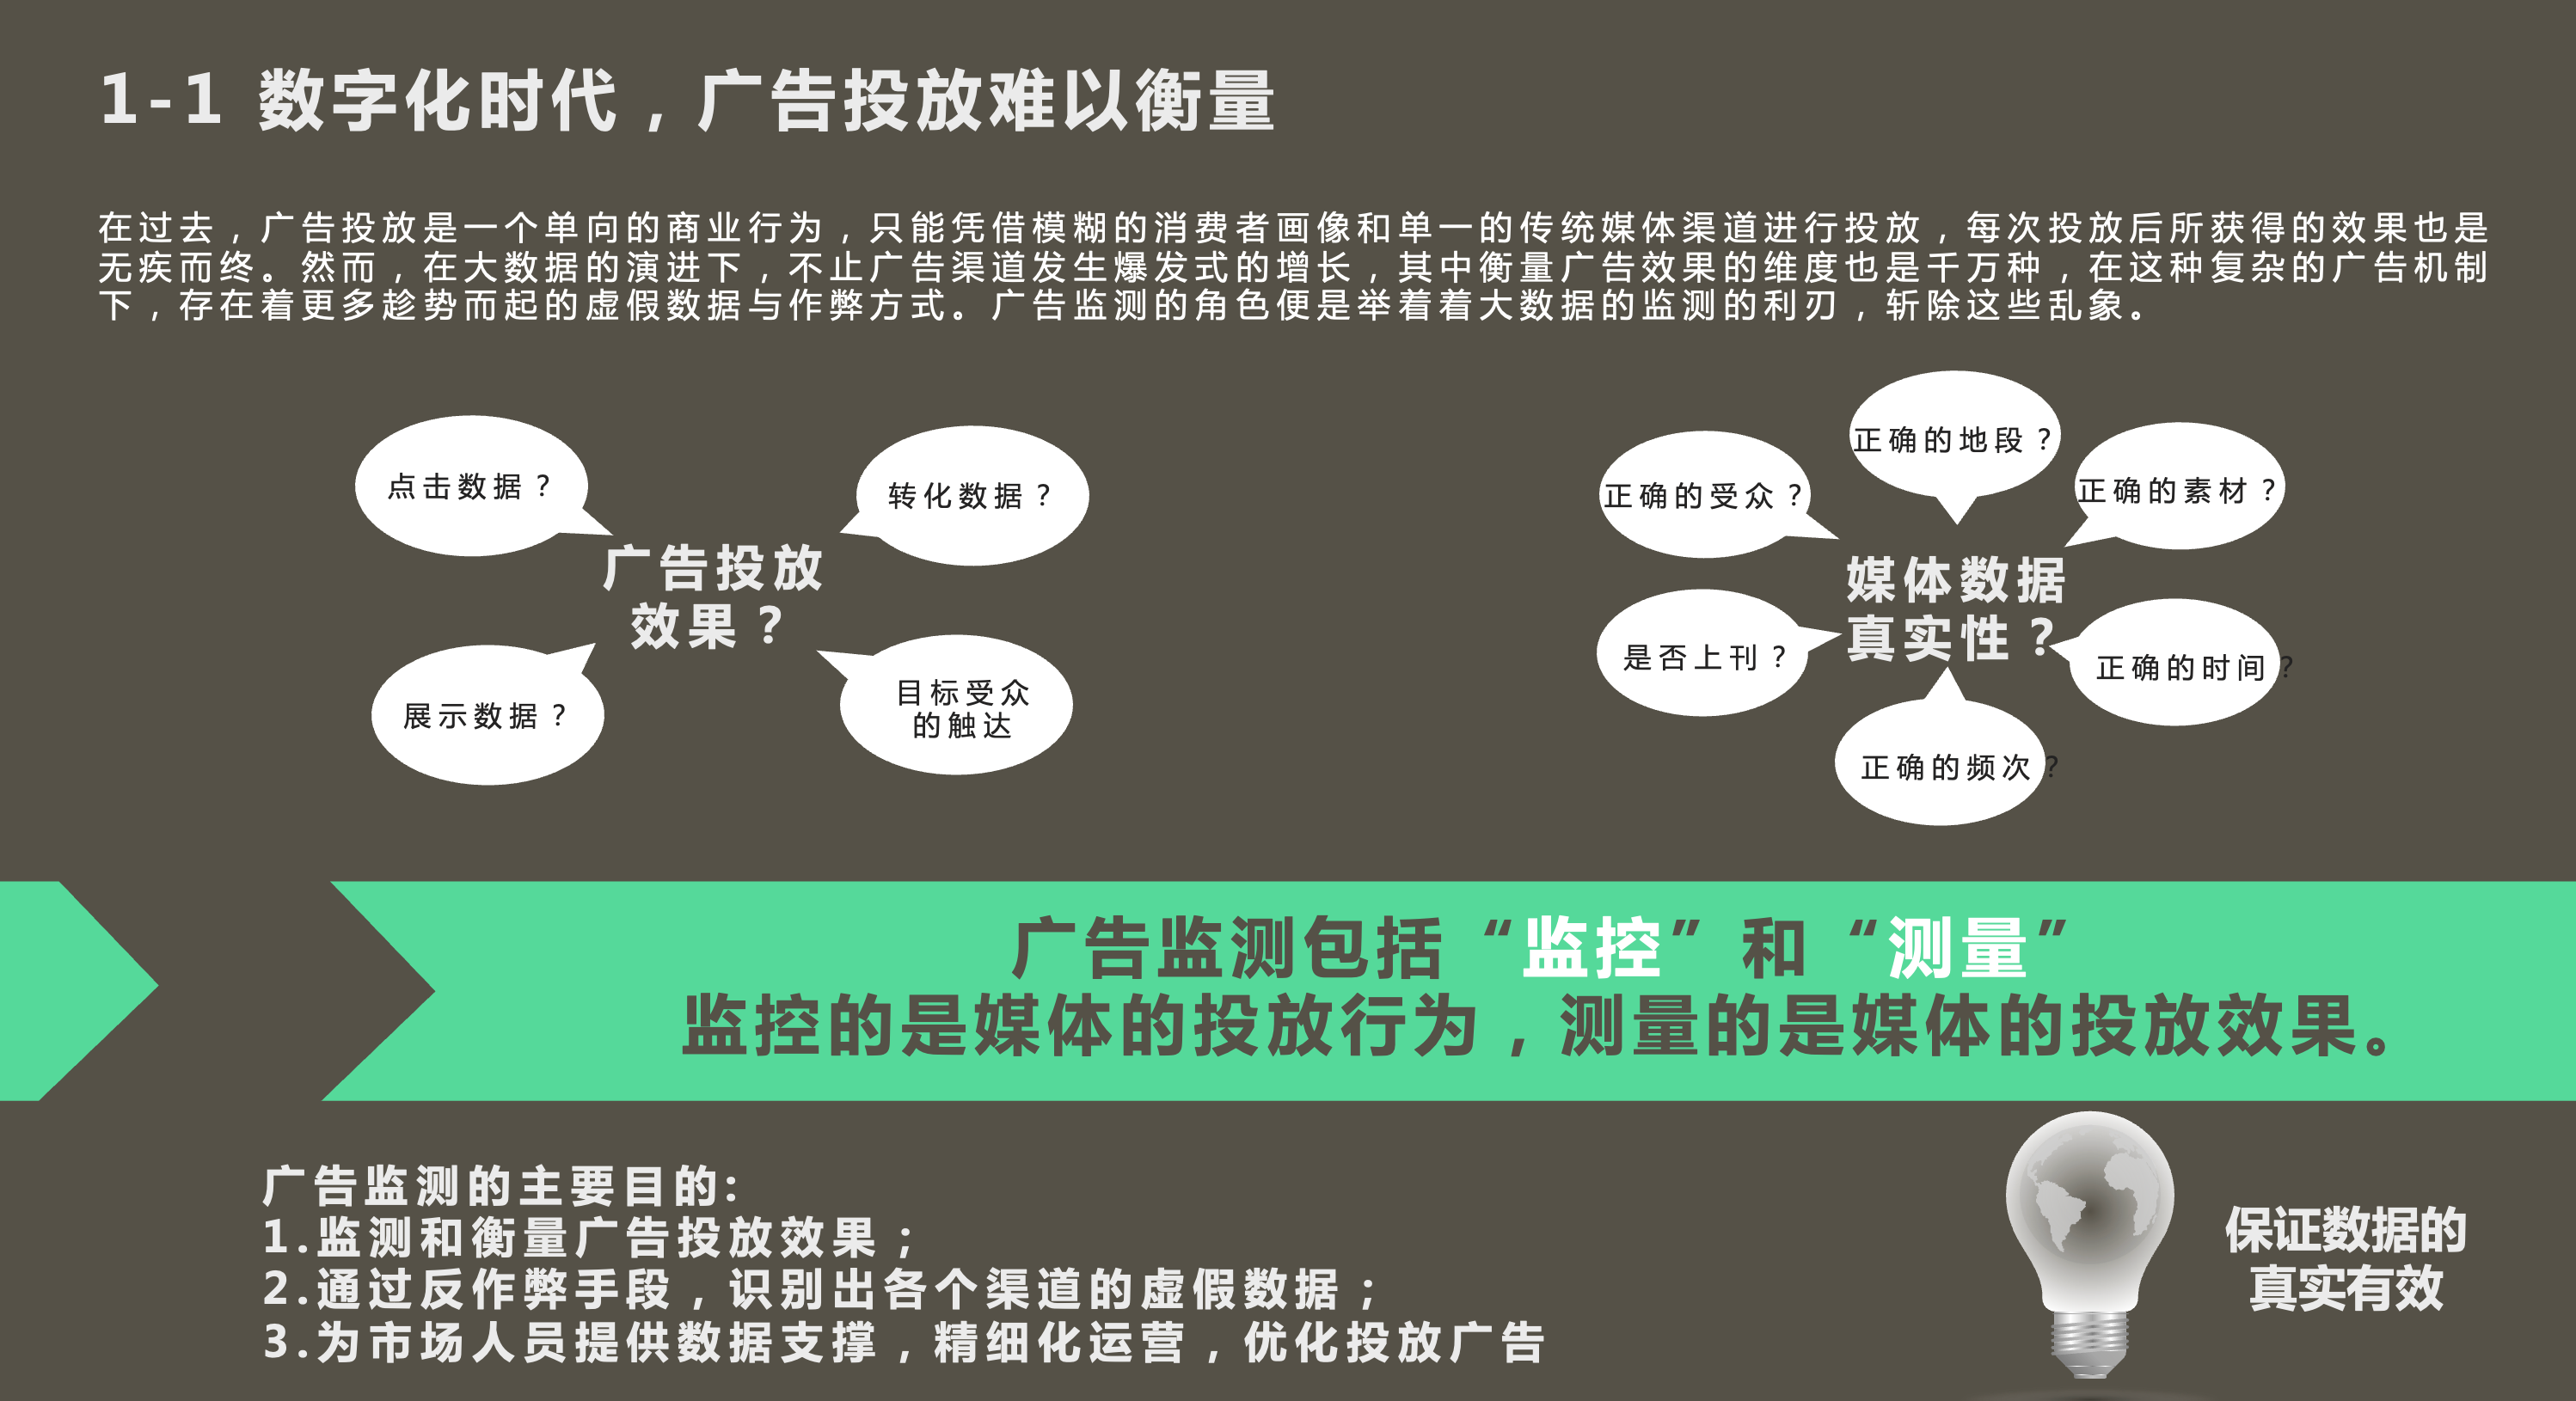 1-1 数字化时代，广告投放难以衡量
在过去，广告投放是一个单向的商业行为，只能凭借模糊的消费者画像和单一的传统媒体渠道进行投放，每次投放后所获得的效果也是
无疾而终。然而，在大数据的演进下，不止广告渠道发生爆发式的增长，其中衡量广告效果的维度也是千万种，在这种复杂的广告机制
下，存在着更多趁势而起的虚假数据与作弊方式。广告监测的角色便是举着着大数据的监测的利刃，斩除这些乱象。
点击数据？
转化数据？
广告投放
效果？
展示数据？
目标受众
的触达
正确的地段？
正确的受众？
正确的素材？
媒体数据
真实性？
是否上刊？
正确的时间？
正确的频次？
广告监测包括“监控”和“测量”
监控的是媒体的投放行为，测量的是媒体的投放效果。
广告监测的主要目的:
1.监测和衡量广告投放效果；
2.通过反作弊手段，识别出各个渠道的虚假数据；
3.为市场人员提供数据支撑，精细化运营，优化投放广告
保证数据的
真实有效